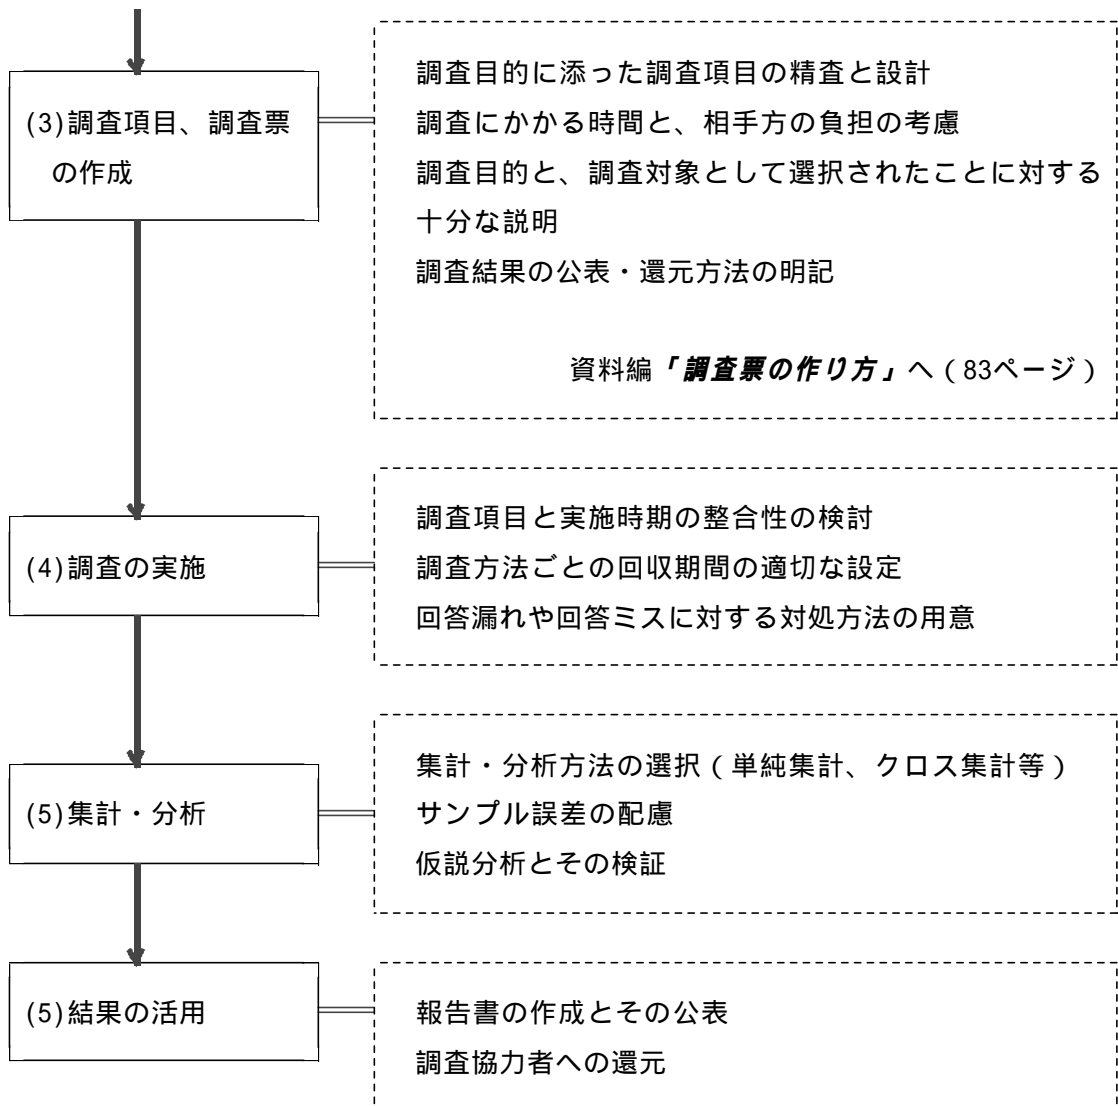 (3)調査項目、調査票
の作成
調査目的に添った調査項目の精査と設計
調査にかかる時間と、相手方の負担の考慮
調査目的と、調査対象として選択されたことに対する
十分な説明
調査結果の公表・還元方法の明記
資料編「調査票の作り方」へ（83ページ）
(4)調査の実施
調査項目と実施時期の整合性の検討
調査方法ごとの回収期間の適切な設定
回答漏れや回答ミスに対する対処方法の用意
(5)集計・分析
集計・分析方法の選択（単純集計、クロス集計等）
サンプル誤差の配慮
仮説分析とその検証
(5)結果の活用
報告書の作成とその公表
調査協力者への還元